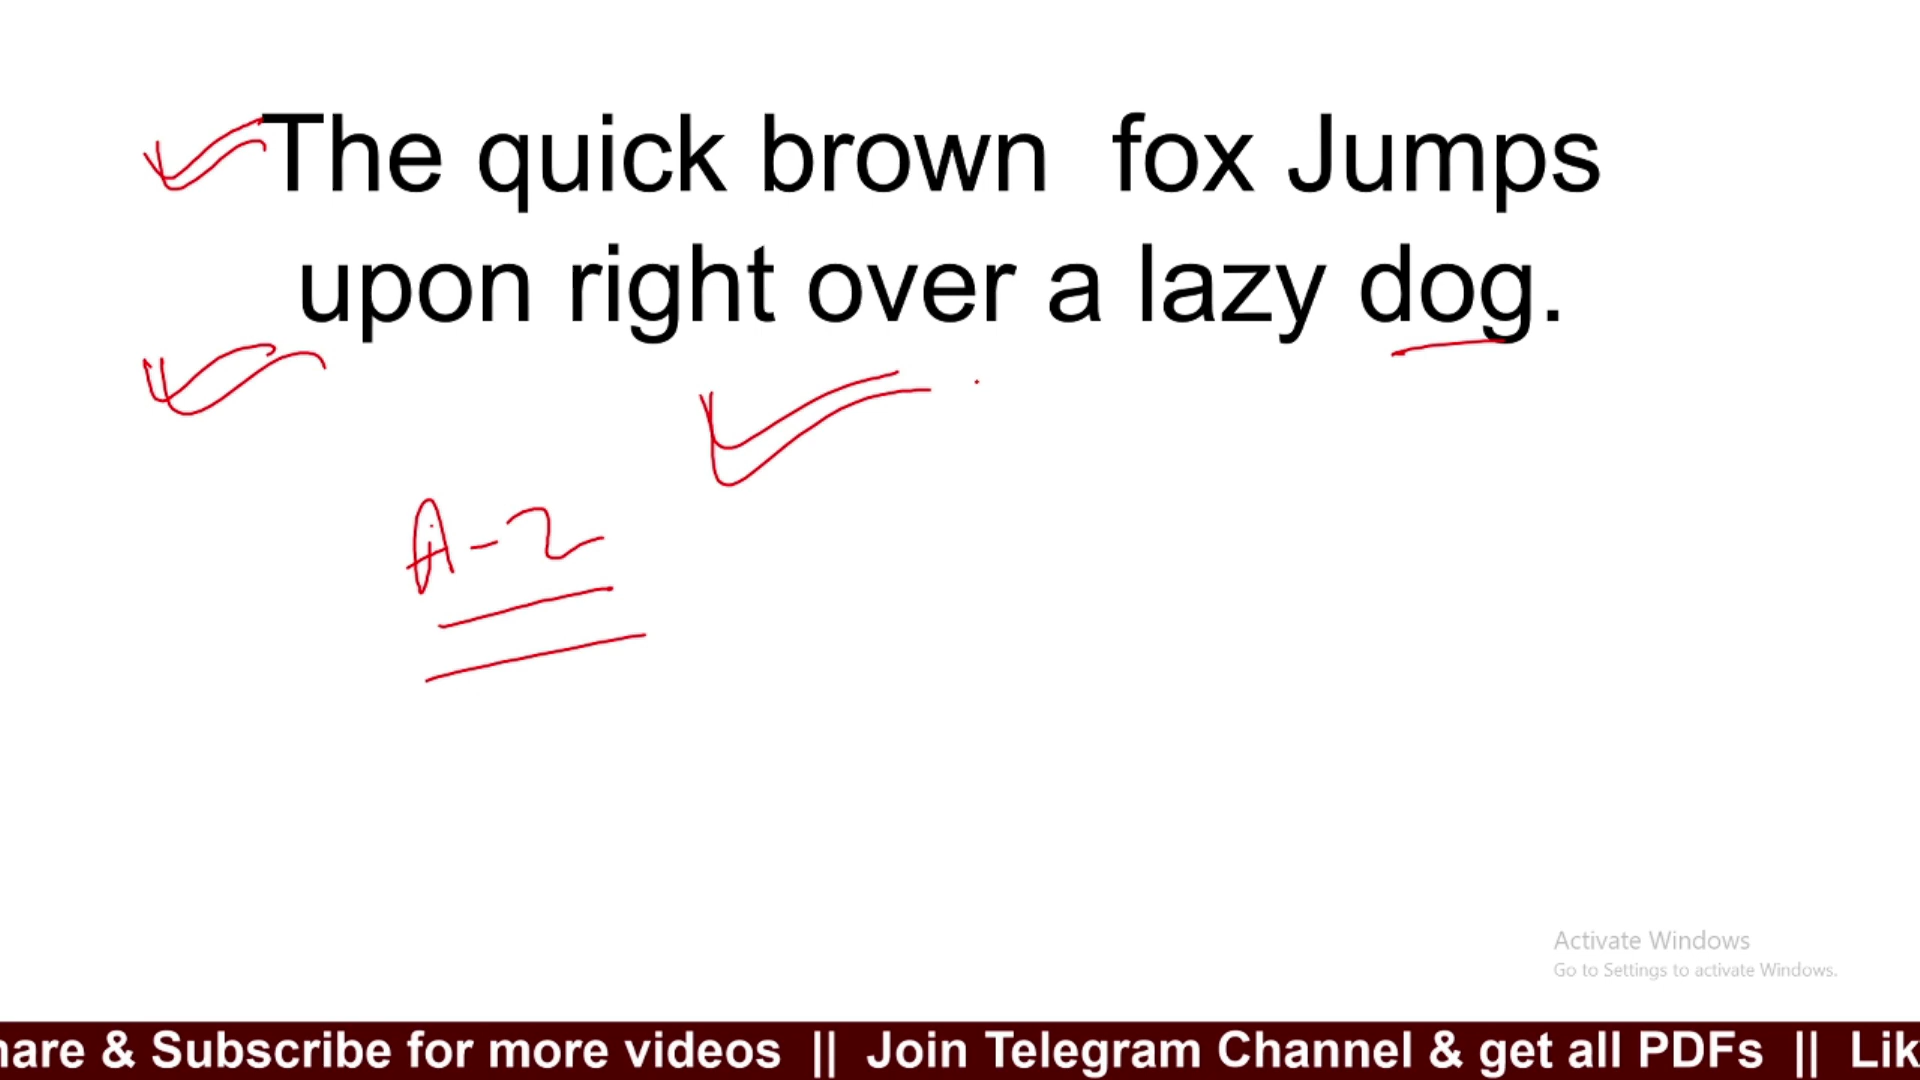 The quick brown fox Jumps
upon right over a lazy dog.
A-2
Activate Windows
Go to Settings to activate Windows.
hare & Subscribe for more videos || Join Telegram Channel & get all PDFs || Lik